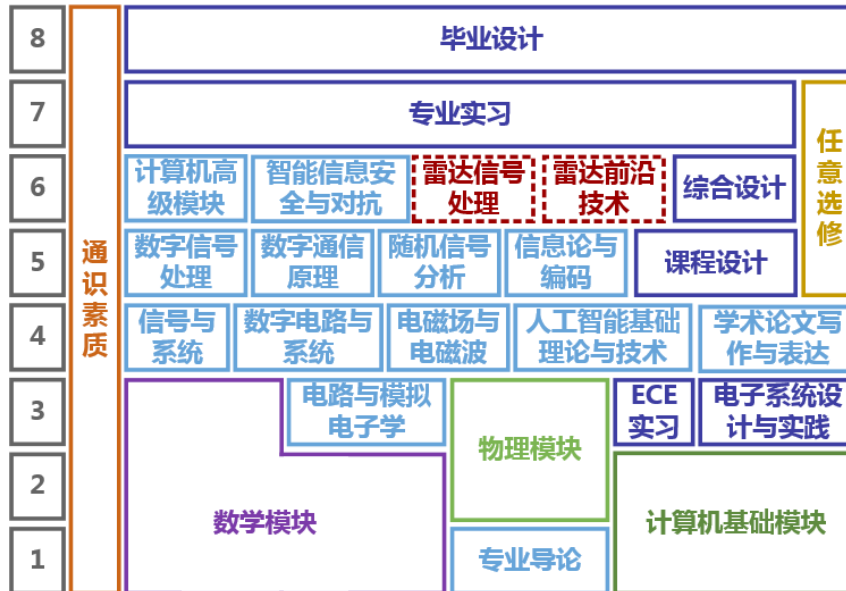 8
毕业设计
7
专业实习
任
意
选
修
6
计算机高
级模块
智能信息安
全与对抗
雷达信号
处理
雷达前沿
技术
综合设计
5
数字信号
处理
数字通信
原理
随机信号
分析
信息论与
编码
课程设计
通
识
素
质
4
信号与
系统
数字电路与
系统
电磁场与
电磁波
人工智能基础
理论与技术
学术论文写
作与表达
3
电路与模拟
电子学
物理模块
ECE
实习
电子系统设
计与实践
2
数学模块
计算机基础模块
1
专业导论